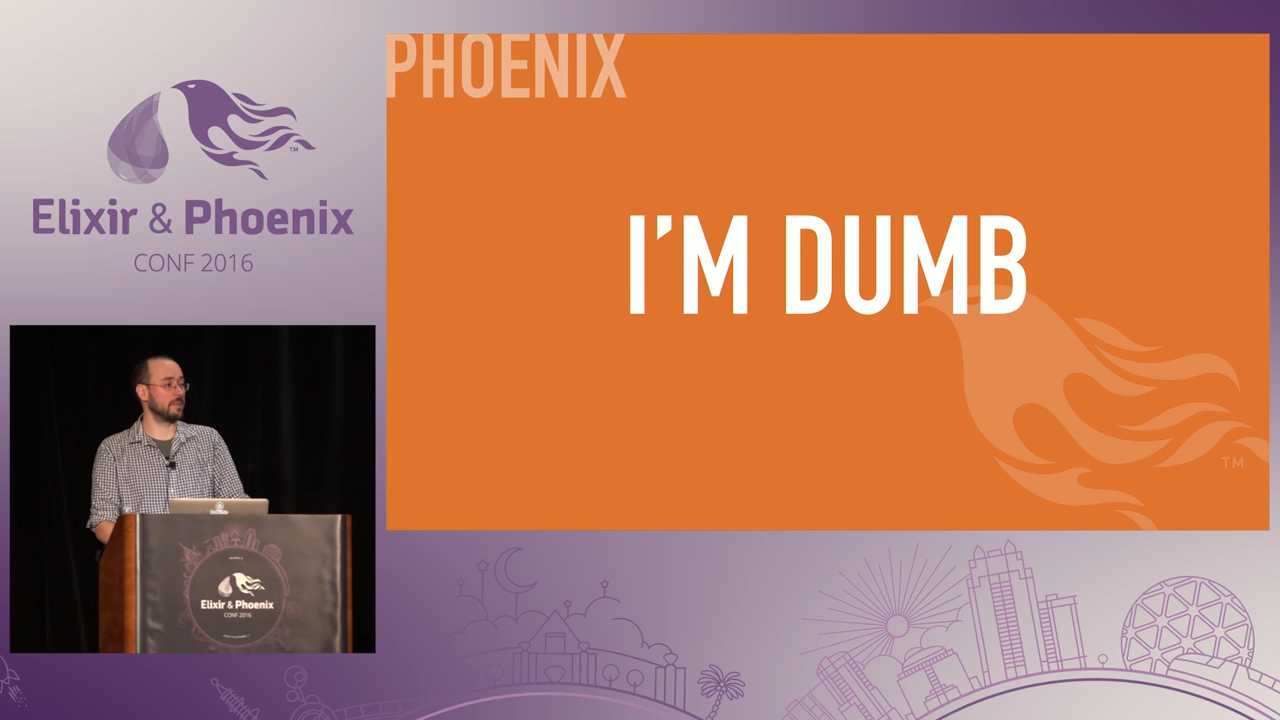 Elixir & Phoenix
CONF 2016
TM
PHOENIX
I'M DUMB
TM
Elixir & Phoenix
CONF 2016